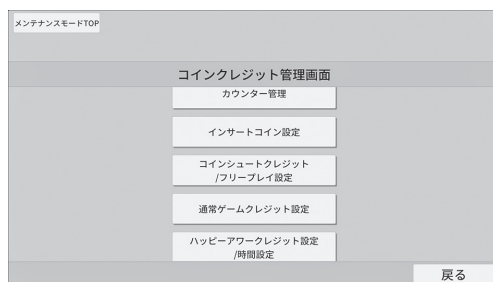 メンテナンスモードTOP
コインクレジット管理画面
カウンター管理
インサートコイン設定
コインシュートクレジット
/フリープレイ設定
通常ゲームクレジット設定
ハッピーアワークレジット設定
/時間設定
戻る